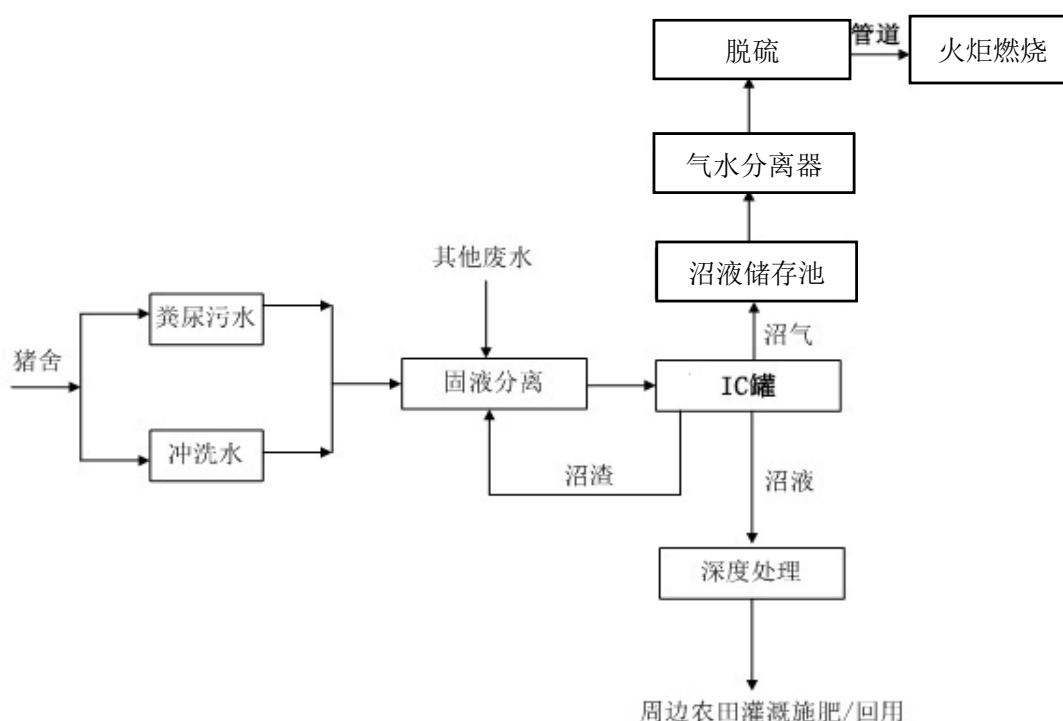 脱硫
管道
火炬燃烧
气水分离器
其他废水
沼液储存池
粪尿污水
沼气
猪舍
固液分离
IC罐
冲洗水
沼渣
沼液
深度处理
周边农田灌溉施肥/回用